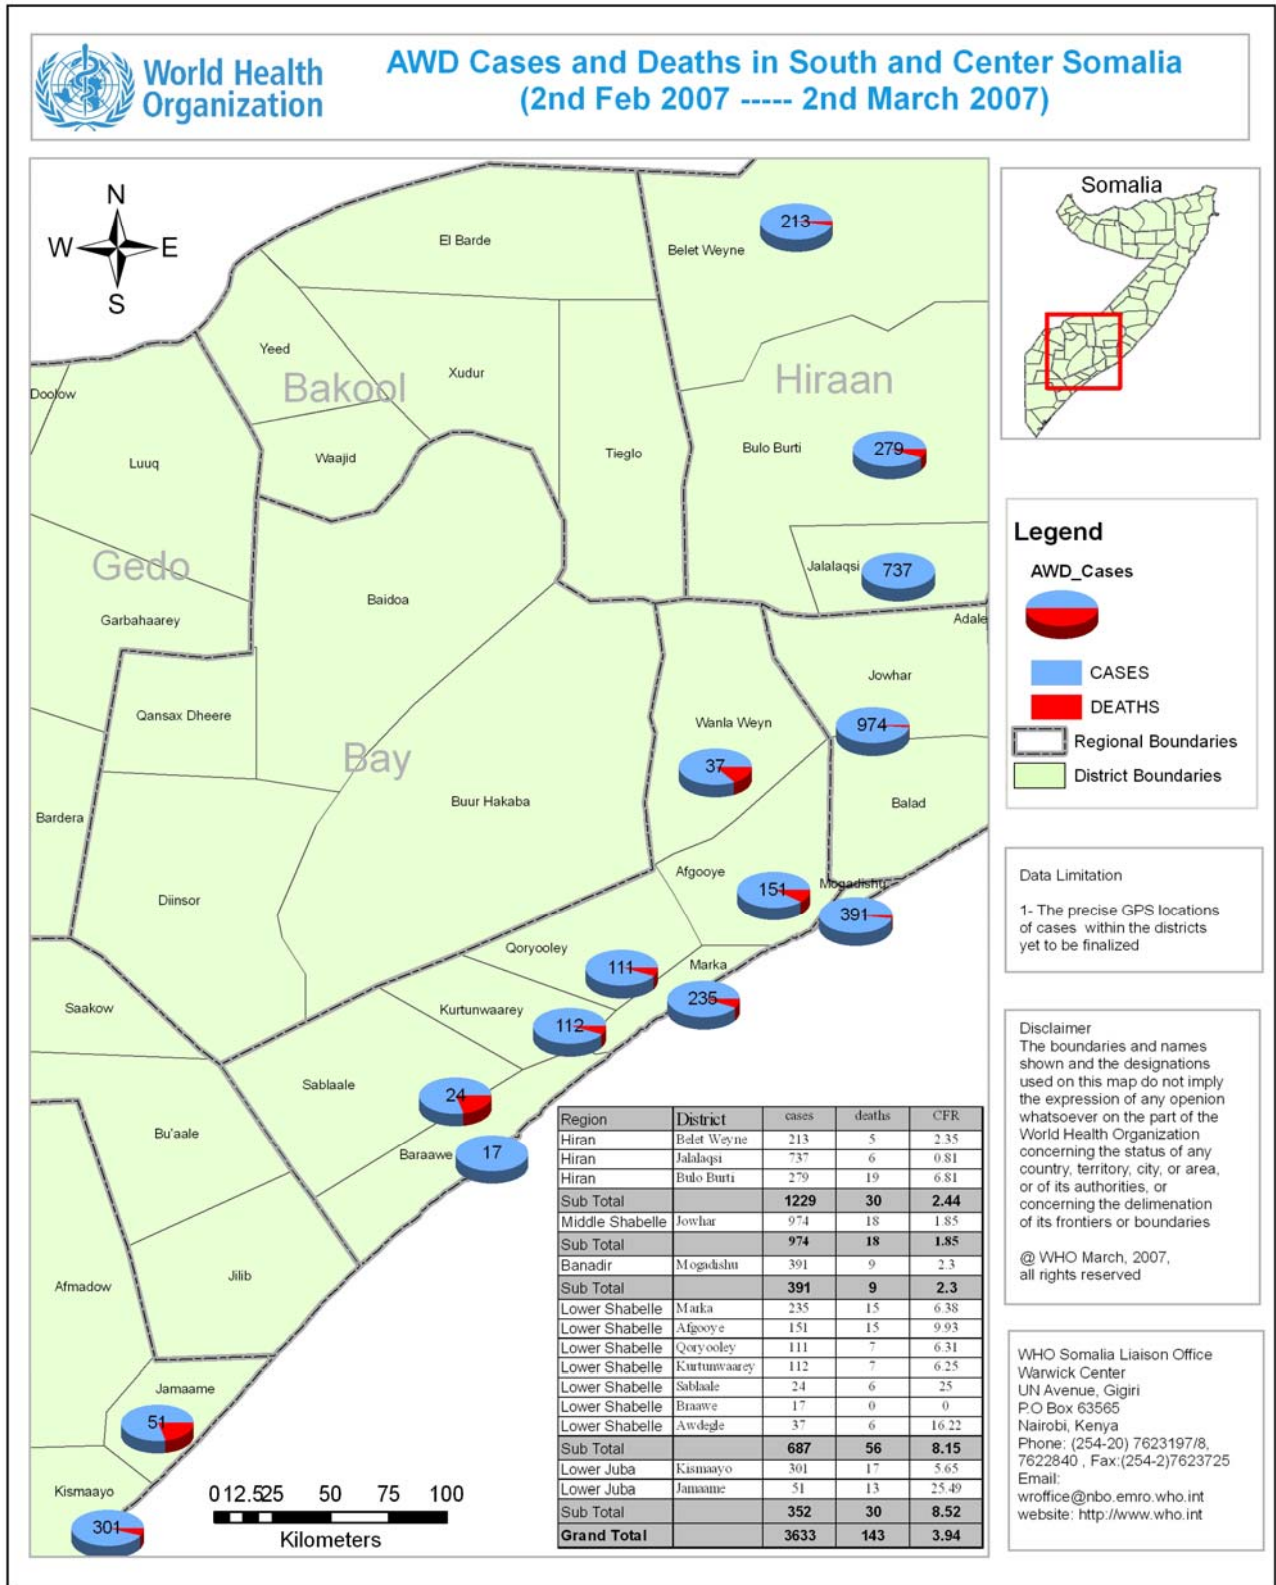 World Health
Organization
AWD Cases and Deaths in South and Center Somalia
(2nd Feb 2007 ----- 2nd March 2007)
N
W E
S
El Barde
Belet Weyne
213
Yeed
Bakool
Xudur
Hiraan
Doolow
Luuq
Waajid
Tieglo
Bulo Burti
279
Gedo
Jalalaqsi
737
Baidoa
Garbahaarey
Adale
Jowhar
Qansax Dheere
Wanla Weyn
974
Bay
37
Buur Hakaba
Balad
Bardera
Afgooye
Diinsor
151
Mogadishu
391
Qoryooley
111
Marka
Saakow
Kurtunwaarey
235
112
Sablaale
24
Bu'aale
Baraawe
17
Jilib
Afmadow
Jamaame
51
Kismaayo
301
0 12.5 25 50 75 100
Kilometers
Region District cases deaths CFR
Hiran Belet Weyne 213 5 2.35
Hiran Jalalaqsi 737 6 0.81
Hiran Bulo Burti 279 19 6.81
Sub Total 1229 30 2.44
Middle Shabelle Jowhar 974 18 1.85
Sub Total 974 18 1.85
Banadir Mogadishu 391 9 2.3
Sub Total 391 9 2.3
Lower Shabelle Marka 235 15 6.38
Lower Shabelle Afgooye 151 15 9.93
Lower Shabelle Qoryooley 111 7 6.31
Lower Shabelle Kurtunwaarey 112 7 6.25
Lower Shabelle Sablaale 24 6 25
Lower Shabelle Braawe 17 0 0
Lower Shabelle Awdegle 37 6 16.22
Sub Total 687 56 8.15
Lower Juba Kismaayo 301 17 5.65
Lower Juba Jamaame 51 13 25.49
Sub Total 352 30 8.52
Grand Total 3633 143 3.94
Somalia
Legend
AWD_Cases
CASES
DEATHS
Regional Boundaries
District Boundaries
Data Limitation
1- The precise GPS locations
of cases within the districts
yet to be finalized
Disclaimer
The boundaries and names
shown and the designations
used on this map do not imply
the expression of any openion
whatsoever on the part of the
World Health Organization
concerning the status of any
country, territory, city, or area,
or of its authorities, or
concerning the delimenation
of its frontiers or boundaries
@ WHO March, 2007,
all rights reserved
WHO Somalia Liaison Office
Warwick Center
UN Avenue, Gigiri
P.O Box 63565
Nairobi, Kenya
Phone: (254-20) 7623197/8,
7622840 , Fax:(254-2)7623725
Email:
wroffice@nbo.emro.who.int
website: http://www.who.int